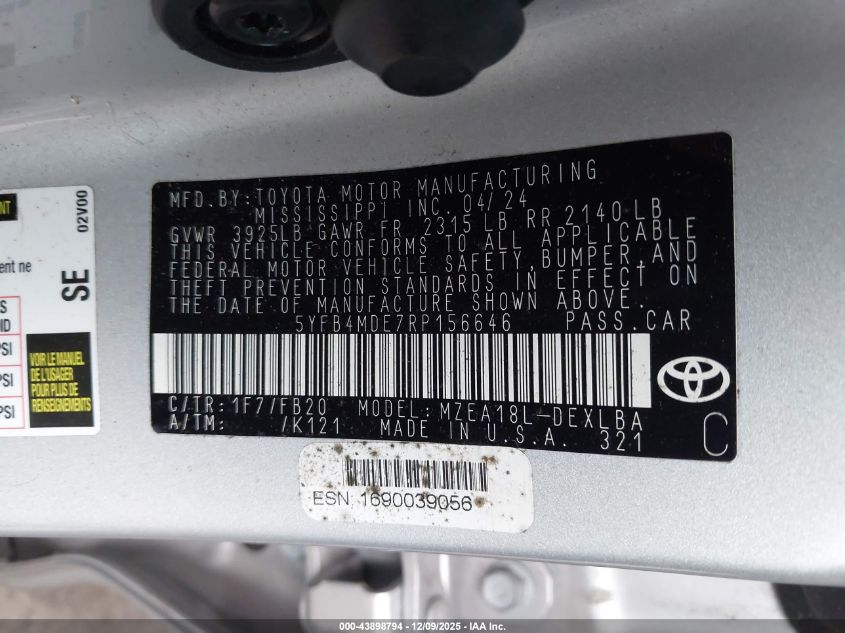 MFD. BY: TOYOTA MOTOR MANUFACTURING
MISSISSIPPI INC. 04/24
GVWR 3925LB GAWR FR 2315 LB RR 2140 LB
THIS VEHICLE CONFORMS TO ALL APPLICABLE
FEDERAL MOTOR VEHICLE SAFETY, BUMPER, AND
THEFT PREVENTION STANDARDS IN EFFECT ON
THE DATE OF MANUFACTURE SHOWN ABOVE.
5YFB4MDE7RP156646 PASS. CAR
C/TR: 1F7/FB20 MODEL: MZEA18L-DEXLBA
A/TM: /K121 MADE IN U.S.A. 321
C
ESN 1690039056
02V00
SE
ent ne
PSI
PSI
PSI
VOIR LE MANUEL
DE L'USAGER
POUR PLUS DE
RENSEIGNEMENTS
000-43898794 - 12/09/2025 - IAA Inc.